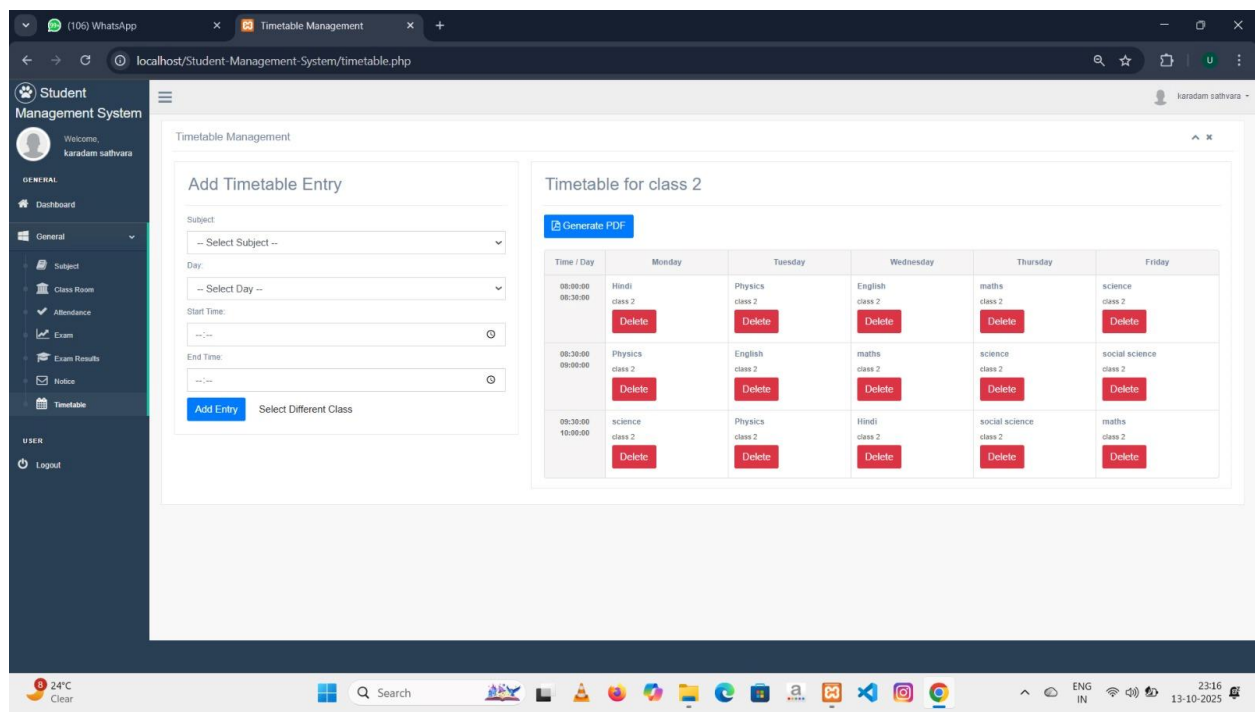 (106) WhatsApp
Timetable Management
localhost/Student-Management-System/timetable.php
U
Student
Management System
Welcome,
karadam sathvara
GENERAL
Dashboard
General
Subject
Class Room
Attendance
Exam
Exam Results
Notice
Timetable
USER
Logout
karadam sathvara
Timetable Management
Add Timetable Entry
Subject:
-- Select Subject --
Day:
-- Select Day --
Start Time:
--:--
End Time:
--:--
Add Entry Select Different Class
Timetable for class 2
Generate PDF
Time / Day Monday Tuesday Wednesday Thursday Friday
08:00:00 Hindi Physics English maths science
08:30:00 class 2 class 2 class 2 class 2 class 2
Delete Delete Delete Delete Delete
08:30:00 Physics English maths science social science
09:00:00 class 2 class 2 class 2 class 2 class 2
Delete Delete Delete Delete Delete
09:30:00 science Physics Hindi social science maths
10:00:00 class 2 class 2 class 2 class 2 class 2
Delete Delete Delete Delete Delete
8 24°C
Clear
Search
a
ENG
IN
23:16
13-10-2025